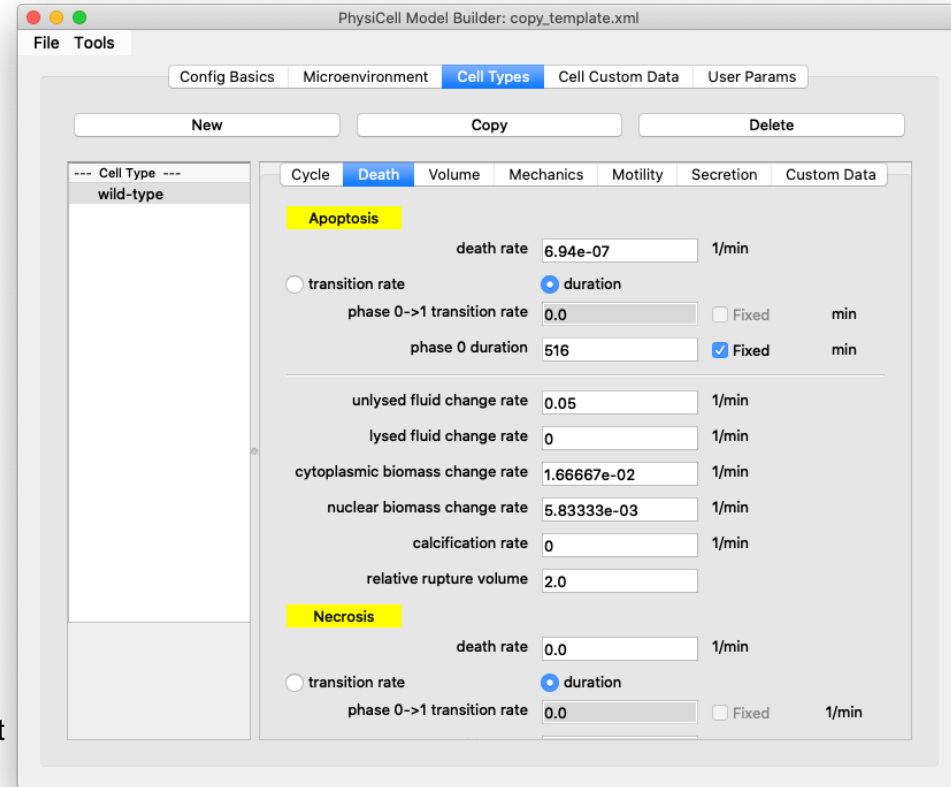 PhysiCell Model Builder: copy_template.xml
File Tools
Config Basics Microenvironment Cell Types Cell Custom Data User Params
New Copy Delete
--- Cell Type ---
wild-type
Cycle Death Volume Mechanics Motility Secretion Custom Data
Apoptosis
death rate 6.94e-07 1/min
transition rate duration
phase 0->1 transition rate 0.0 Fixed min
phase 0 duration 516 Fixed min
unlysed fluid change rate 0.05 1/min
lysed fluid change rate 0 1/min
cytoplasmic biomass change rate 1.66667e-02 1/min
nuclear biomass change rate 5.83333e-03 1/min
calcification rate 0 1/min
relative rupture volume 2.0
Necrosis
death rate 0.0 1/min
transition rate duration
phase 0->1 transition rate 0.0 Fixed 1/min
t